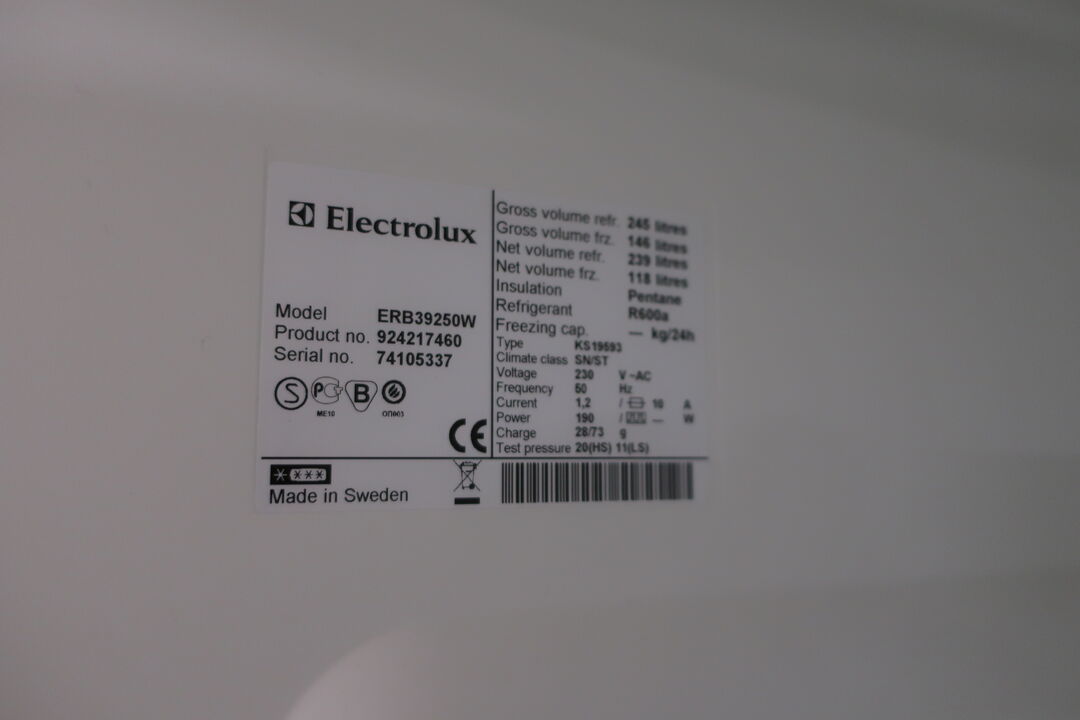 Electrolux
Model ERB39250W
Product no. 924217460
Serial no. 74105337
S
PC B
ME10 ОП003
CE
Made in Sweden
Gross volume refr. 245 litres
Gross volume frz. 146 litres
Net volume refr. 239 litres
Net volume frz. 118 litres
Insulation Pentane
Refrigerant R600a
Freezing cap. — kg/24h
Type KS19593
Climate class SN/ST
Voltage 230 V ~AC
Frequency 50 Hz
Current 1,2 / 10 A
Power 190 / — W
Charge 28/73 g
Test pressure 20(HS) 11(LS)